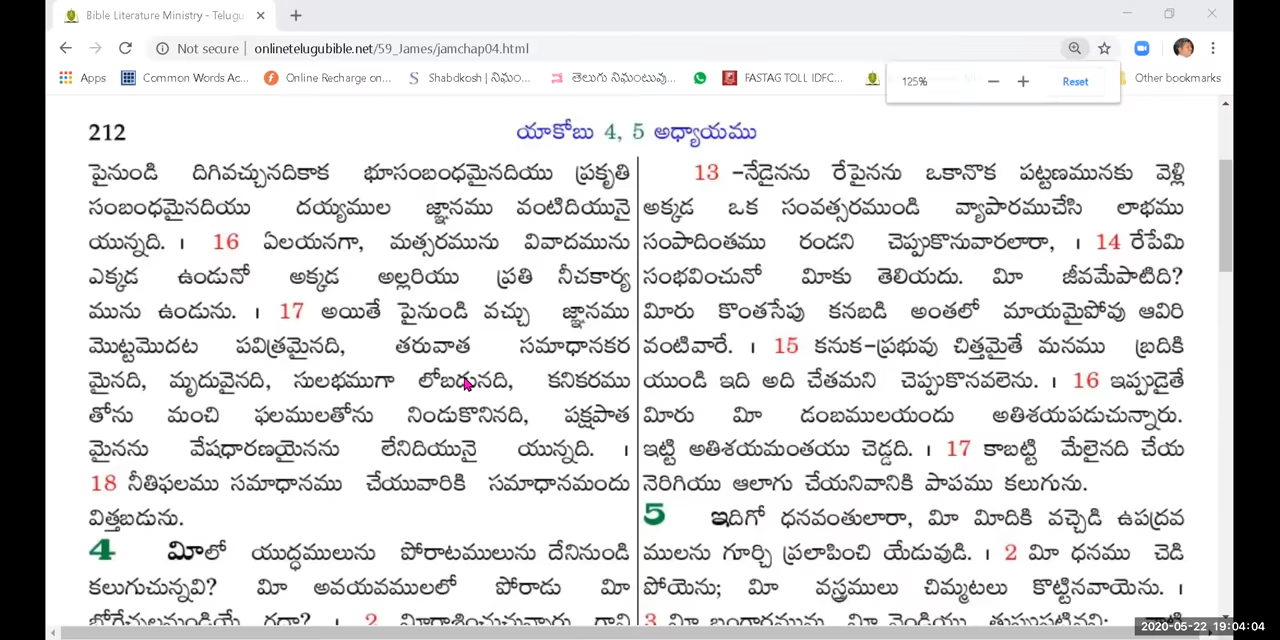 Bible Literature Ministry - Telugu
Not secure | onlinetelugubible.net/59_James/jamchap04.html
Apps Common Words Ac... Online Recharge on... Shabdkosh | నిఘం... తెలుగు నిఘంటువు... FASTAG TOLL IDFC... Other bookmarks
125% Reset
212 యాకోబు 4, 5 అధ్యాయము
పైనుండి దిగివచ్చునదికాక భూసంబంధమైనదియు ప్రకృతి
సంబంధమైనదియు దయ్యముల జ్ఞానము వంటిదియునై
యున్నది. । 16 ఏలయనగా, మత్సరమును వివాదమును
ఎక్కడ ఉండునో అక్కడ అల్లరియు ప్రతి నీచకార్య
మును ఉండును. । 17 అయితే పైనుండి వచ్చు జ్ఞానము
మొట్టమొదట పవిత్రమైనది, తరువాత సమాధానకర
మైనది, మృదువైనది, సులభముగా లోబడునది, కనికరము
తోను మంచి ఫలములతోను నిండుకొనినది, పక్షపాత
మైనను వేషధారణయైనను లేనిదియునై యున్నది. ।
18 నీతిఫలము సమాధానము చేయువారికి సమాధానమందు
విత్తబడును.
4 మీలో యుద్ధములును పోరాటములును దేనినుండి
కలుగుచున్నవి? మీ అవయవములలో పోరాడు మీ
భోగేచ్ఛలనుండియే గదా? । 2 మీరాశించుచున్నారు గాని
13 -నేడైనను రేపైనను ఒకానొక పట్టణమునకు వెళ్లి
అక్కడ ఒక సంవత్సరముండి వ్యాపారముచేసి లాభము
సంపాదింతము రండని చెప్పుకొనువారలారా, । 14 రేపేమి
సంభవించునో మీకు తెలియదు. మీ జీవమేపాటిది?
మీరు కొంతసేపు కనబడి అంతలో మాయమైపోవు ఆవిరి
వంటివారే. । 15 కనుక-ప్రభువు చిత్తమైతే మనము బ్రదికి
యుండి ఇది అది చేతమని చెప్పుకొనవలెను. । 16 ఇప్పుడైతే
మీరు మీ డంబములయందు అతిశయపడుచున్నారు.
ఇట్టి అతిశయమంతయు చెడ్డది. । 17 కాబట్టి మేలైనది చేయ
నెరిగియు ఆలాగు చేయనివానికి పాపము కలుగును.
5 ఇదిగో ధనవంతులారా, మీ మీదికి వచ్చెడి ఉపద్రవ
ములను గూర్చి ప్రలాపించి యేడువుడి. । 2 మీ ధనము చెడి
పోయెను; మీ వస్త్రములు చిమ్మటలు కొట్టినవాయెను. ।
3 మీ బంగారమును మీ వెండియు తుప్పుపట్టినవి; వాటి
2020-05-22 19:04:04